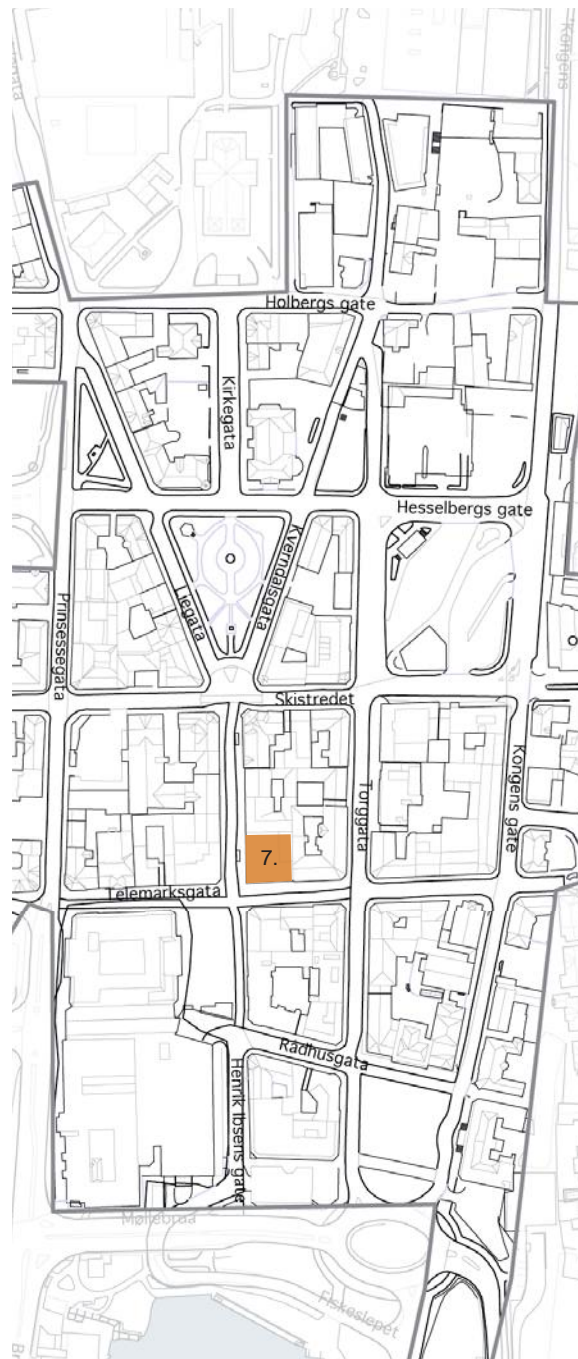 Kongens
Holbergs gate
Kirkegata
Hesselbergs gate
Kverndalsgata
Liegata
Prinsessegata
Skistredet
Torggata
Kongens gate
7.
Telemarksgata
Rådhusgata
Henrik Ibsens gate
Møllebrua
Fiskeslepet